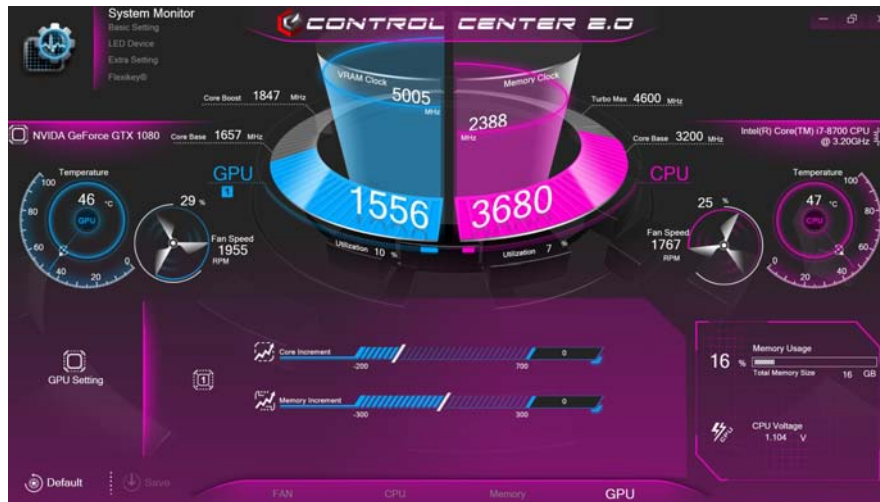 System Monitor
Basic Setting
LED Device
Extra Setting
Flexikey®
CONTROL CENTER 2.0
VRAM Clock
5005
MHz
Memory Clock
2388
MHz
Core Boost 1847 MHz
Turbo Max 4600 MHz
NVIDA GeForce GTX 1080
Core Base 1657 MHz
Core Base 3200 MHz
Intel(R) Core(TM) i7-8700 CPU
@ 3.20GHz
GPU
1
CPU
1556
3680
Temperature
100
80
60
40
20
0
46 °C
GPU
29 %
Fan Speed
1955
RPM
Utilization 10 %
Utilization 7 %
25 %
Fan Speed
1767
RPM
Temperature
100
80
60
40
20
0
47 °C
CPU
GPU Setting
1
Core Increment
0
-200 700
Memory Increment
0
-300 300
16 %
Memory Usage
Total Memory Size 16 GB
CPU Voltage
1.104 V
Default
Save
FAN CPU Memory GPU